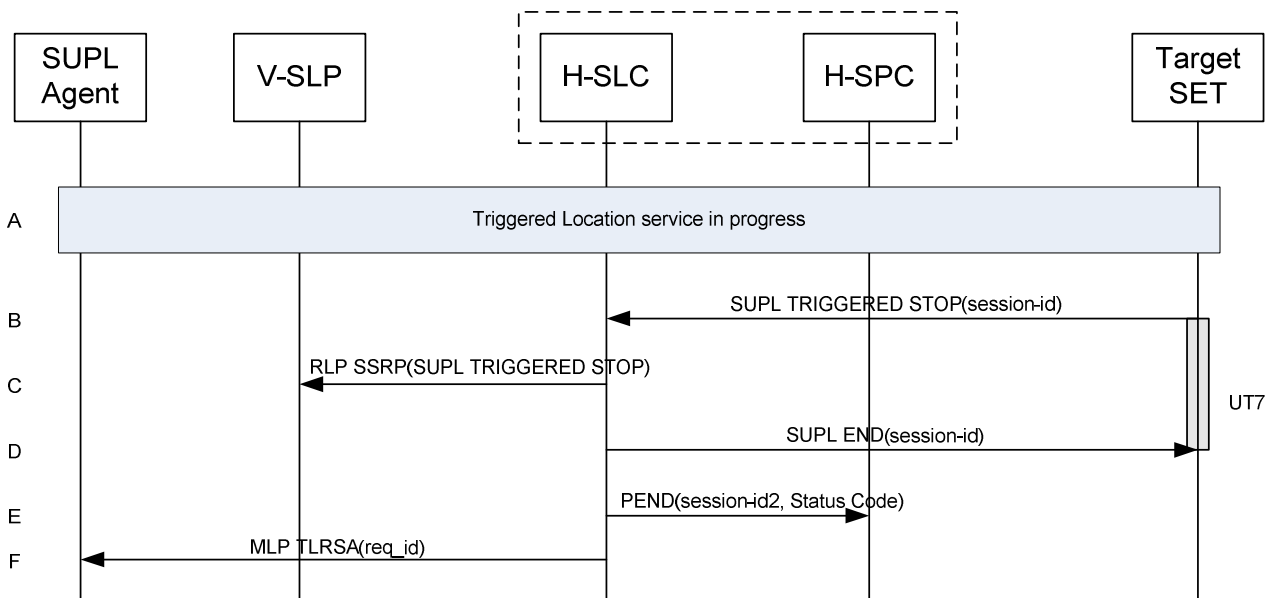 SUPL
Agent
V-SLP
H-SLC
H-SPC
Target
SET
A
Triggered Location service in progress
B
SUPL TRIGGERED STOP(session-id)
C
RLP SSRP(SUPL TRIGGERED STOP)
UT7
D
SUPL END(session-id)
E
PEND(session-id2, Status Code)
F
MLP TLRSA(req_id)